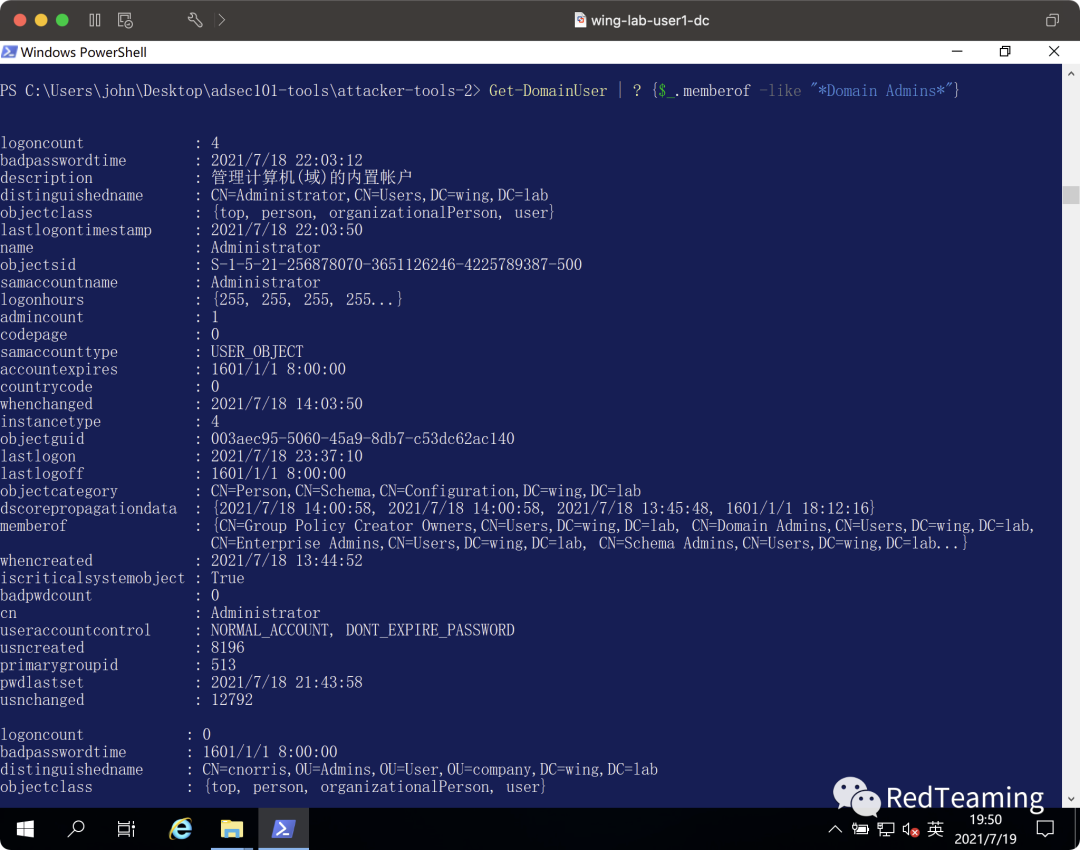 wing-lab-user1-dc
Windows PowerShell
PS C:\Users\john\Desktop\adsec101-tools\attacker-tools-2> Get-DomainUser | ? {$_.memberof -like "*Domain Admins*"}
logoncount : 4
badpasswordtime : 2021/7/18 22:03:12
description : 管理计算机(域)的内置帐户
distinguishedname : CN=Administrator,CN=Users,DC=wing,DC=lab
objectclass : {top, person, organizationalPerson, user}
lastlogontimestamp : 2021/7/18 22:03:50
name : Administrator
objectsid : S-1-5-21-256878070-3651126246-4225789387-500
samaccountname : Administrator
logonhours : {255, 255, 255, 255...}
admincount : 1
codepage : 0
samaccounttype : USER_OBJECT
accountexpires : 1601/1/1 8:00:00
countrycode : 0
whenchanged : 2021/7/18 14:03:50
instancetype : 4
objectguid : 003aec95-5060-45a9-8db7-c53dc62ac140
lastlogon : 2021/7/18 23:37:10
lastlogoff : 1601/1/1 8:00:00
objectcategory : CN=Person,CN=Schema,CN=Configuration,DC=wing,DC=lab
dscorepropagationdata : {2021/7/18 14:00:58, 2021/7/18 14:00:58, 2021/7/18 13:45:48, 1601/1/1 18:12:16}
memberof : {CN=Group Policy Creator Owners,CN=Users,DC=wing,DC=lab, CN=Domain Admins,CN=Users,DC=wing,DC=lab,
CN=Enterprise Admins,CN=Users,DC=wing,DC=lab, CN=Schema Admins,CN=Users,DC=wing,DC=lab...}
whencreated : 2021/7/18 13:44:52
iscriticalsystemobject : True
badpwdcount : 0
cn : Administrator
useraccountcontrol : NORMAL_ACCOUNT, DONT_EXPIRE_PASSWORD
usncreated : 8196
primarygroupid : 513
pwdlastset : 2021/7/18 21:43:58
usnchanged : 12792
logoncount : 0
badpasswordtime : 1601/1/1 8:00:00
distinguishedname : CN=cnorris,OU=Admins,OU=User,OU=company,DC=wing,DC=lab
objectclass : {top, person, organizationalPerson, user}
RedTeaming
英
19:50
2021/7/19